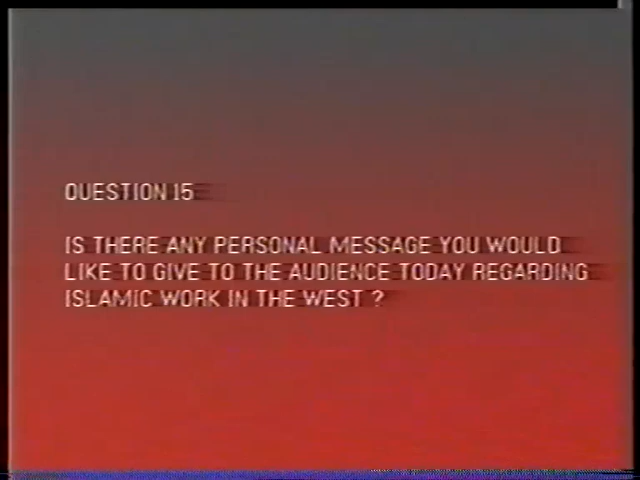 QUESTION 15
IS THERE ANY PERSONAL MESSAGE YOU WOULD
LIKE TO GIVE TO THE AUDIENCE TODAY REGARDING
ISLAMIC WORK IN THE WEST ?